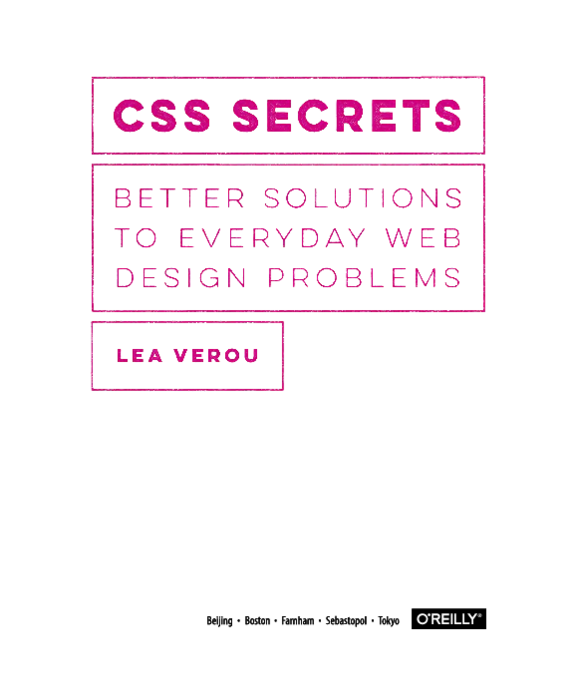 CSS SECRETS
BETTER SOLUTIONS
TO EVERYDAY WEB
DESIGN PROBLEMS
LEA VEROU
Beijing • Boston • Farnham • Sebastopol • Tokyo O'REILLY®